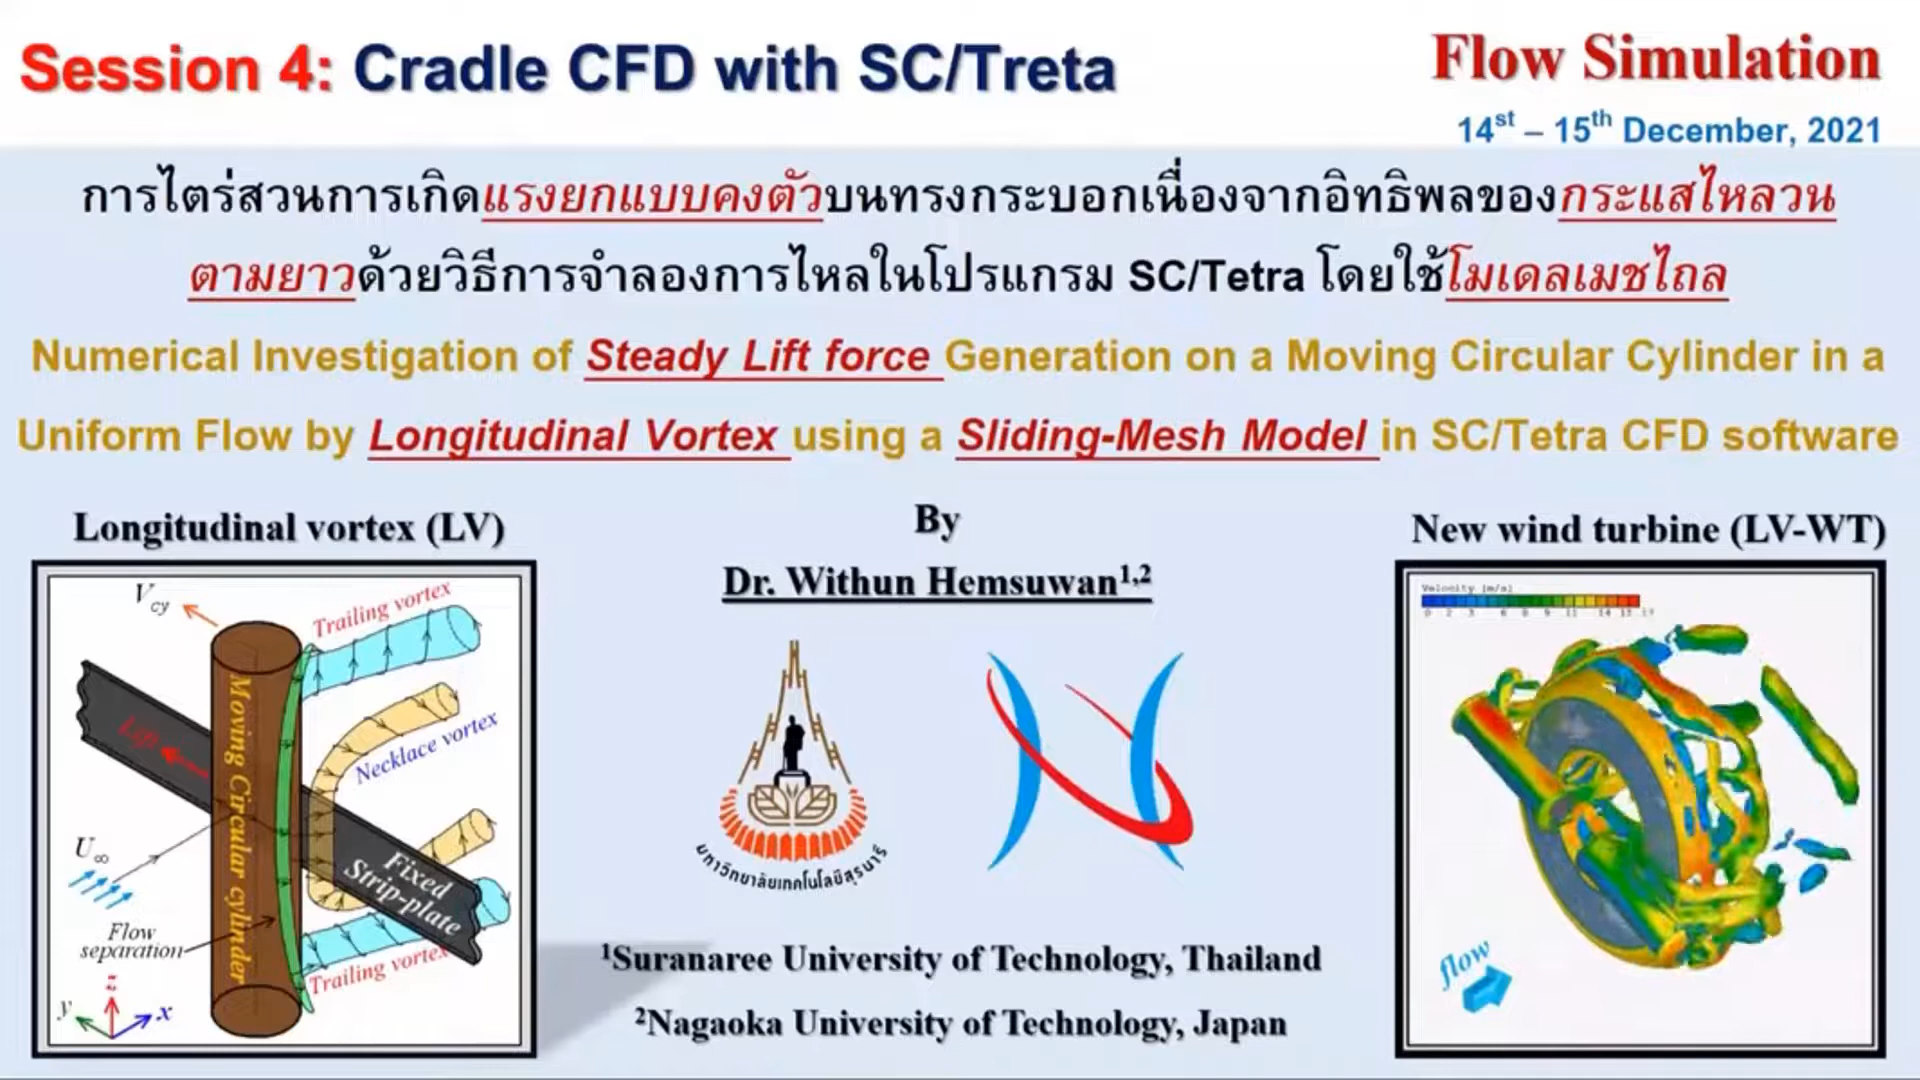 Session 4: Cradle CFD with SC/Treta
Flow Simulation
14st – 15th December, 2021
การไตร่สวนการเกิดแรงยกแบบคงตัวบนทรงกระบอกเนื่องจากอิทธิพลของกระแสไหลวน
ตามยาวด้วยวิธีการจำลองการไหลในโปรแกรม SC/Tetra โดยใช้โมเดลเมชไถล
Numerical Investigation of Steady Lift force Generation on a Moving Circular Cylinder in a
Uniform Flow by Longitudinal Vortex using a Sliding-Mesh Model in SC/Tetra CFD software
Longitudinal vortex (LV)
Vcy
Trailing vortex
Necklace vortex
Lift
Moving Circular cylinder
U∞
Fixed
Strip-plate
Flow
separation
Trailing vortex
z
y
x
By
Dr. Withun Hemsuwan1,2
มหาวิทยาลัยเทคโนโลยีสุรนารี
1Suranaree University of Technology, Thailand
2Nagaoka University of Technology, Japan
New wind turbine (LV-WT)
Velocity [m/s]
flow